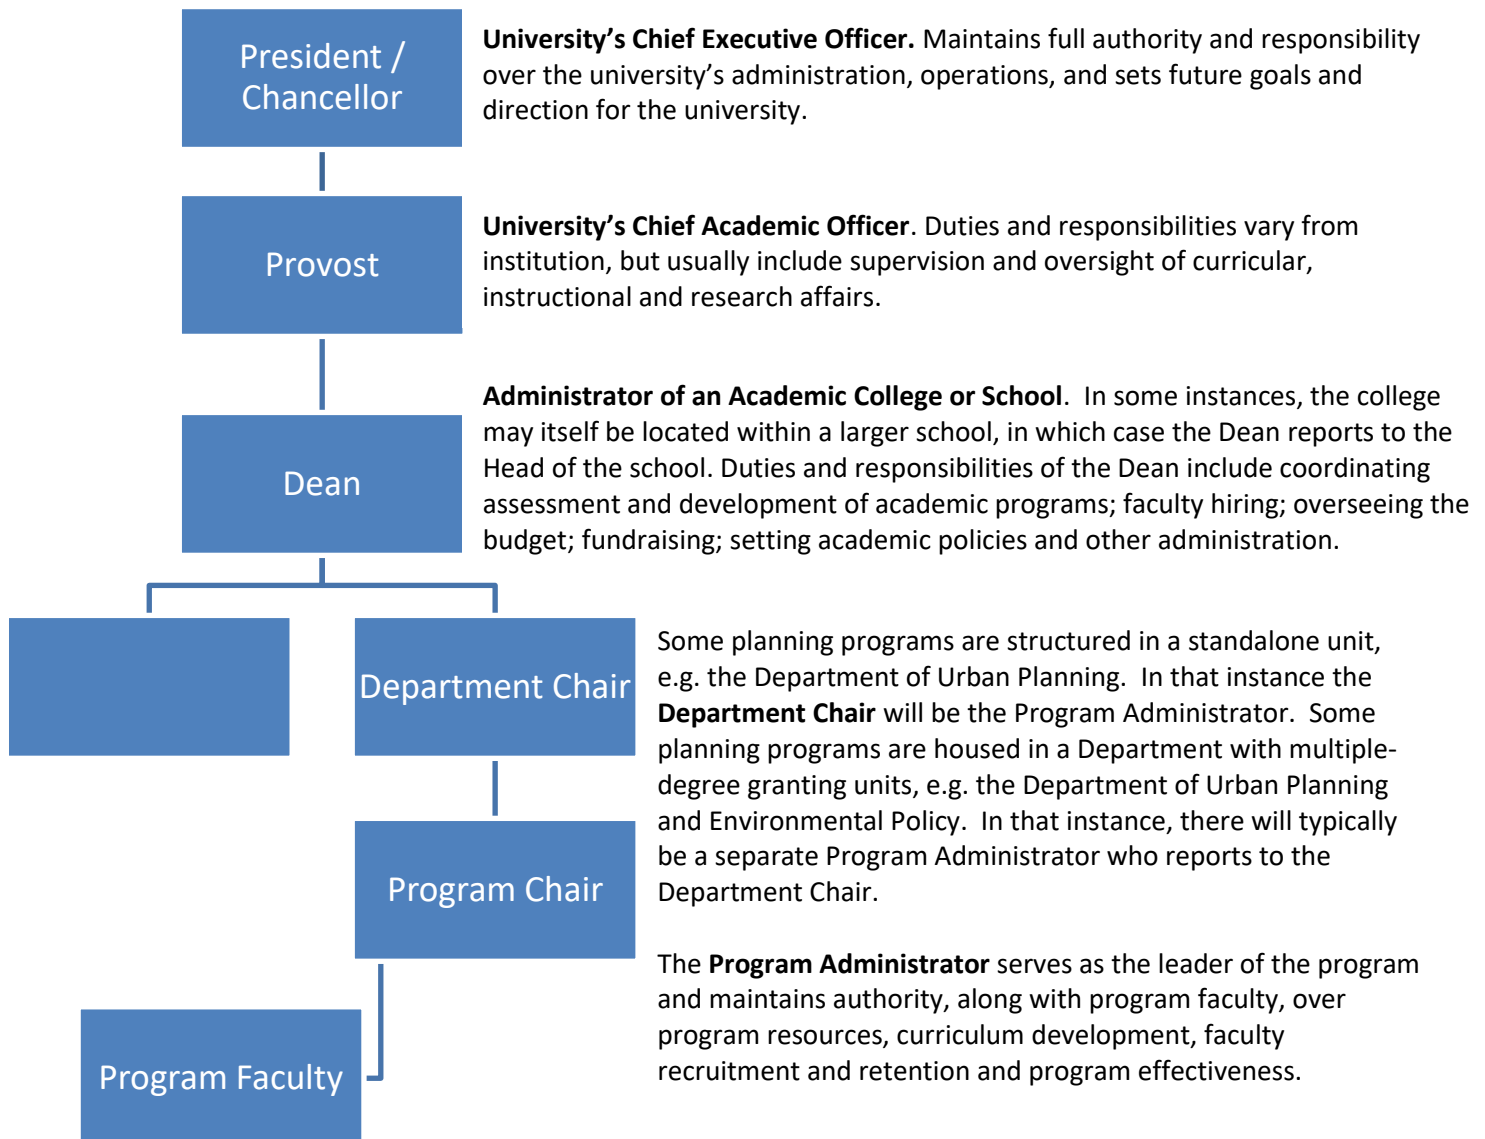 President /
Chancellor
University’s Chief Executive Officer. Maintains full authority and responsibility
over the university’s administration, operations, and sets future goals and
direction for the university.
Provost
University’s Chief Academic Officer. Duties and responsibilities vary from
institution, but usually include supervision and oversight of curricular,
instructional and research affairs.
Dean
Administrator of an Academic College or School.  In some instances, the college
may itself be located within a larger school, in which case the Dean reports to the
Head of the school. Duties and responsibilities of the Dean include coordinating
assessment and development of academic programs; faculty hiring; overseeing the
budget; fundraising; setting academic policies and other administration.
Department Chair
Some planning programs are structured in a standalone unit,
e.g. the Department of Urban Planning.  In that instance the
Department Chair will be the Program Administrator.  Some
planning programs are housed in a Department with multiple-
degree granting units, e.g. the Department of Urban Planning
and Environmental Policy.  In that instance, there will typically
be a separate Program Administrator who reports to the
Department Chair.
Program Chair
The Program Administrator serves as the leader of the program
and maintains authority, along with program faculty, over
program resources, curriculum development, faculty
recruitment and retention and program effectiveness.
Program Faculty